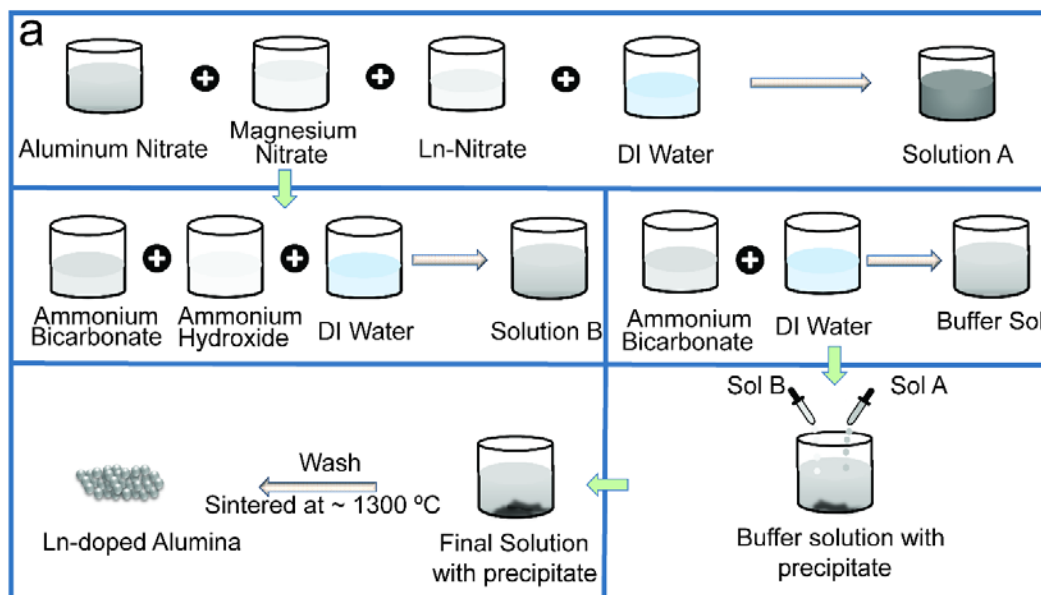 a
Aluminum Nitrate
Magnesium
Nitrate
Ln-Nitrate
DI Water
Solution A
Ammonium
Bicarbonate
Ammonium
Hydroxide
DI Water
Solution B
Ammonium
Bicarbonate
DI Water
Buffer Sol
Sol B
Sol A
Buffer solution with
precipitate
Final Solution
with precipitate
Wash
Sintered at ~ 1300 ºC
Ln-doped Alumina